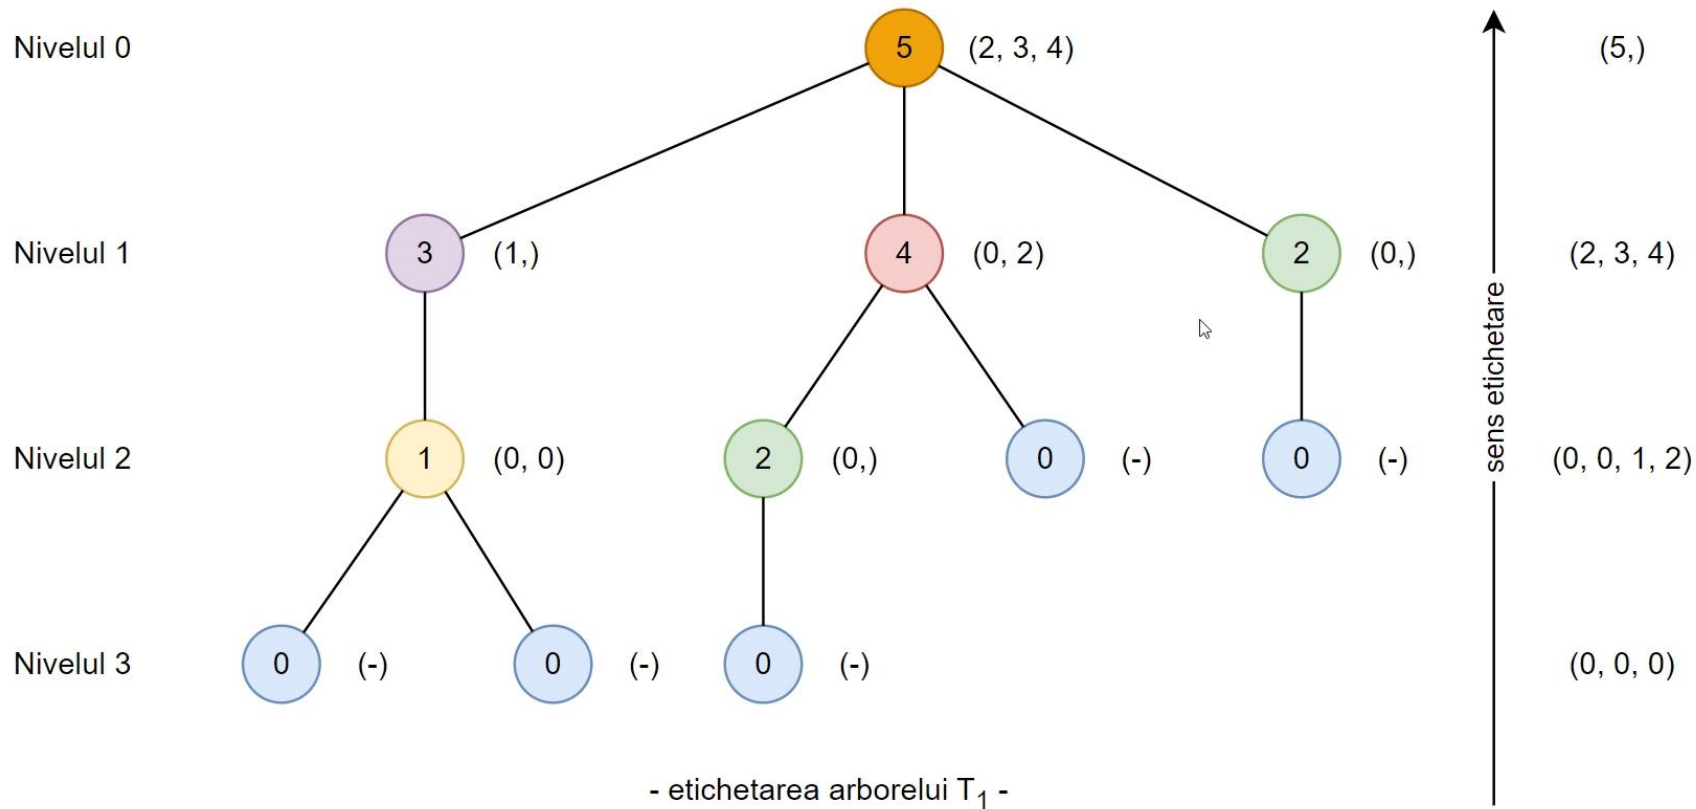 Nivelul 0 5 (2, 3, 4) (5,)
Nivelul 1 3 (1,) 4 (0, 2) 2 (0,) (2, 3, 4)
sens etichetare
Nivelul 2 1 (0, 0) 2 (0,) 0 (-) 0 (-) (0, 0, 1, 2)
Nivelul 3 0 (-) 0 (-) 0 (-) (0, 0, 0)
- etichetarea arborelui T1 -